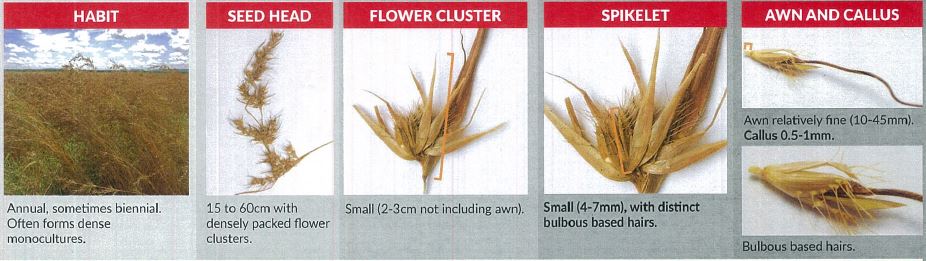 HABIT
Annual, sometimes biennial.
Often forms dense
monocultures.
SEED HEAD
15 to 60cm with
densely packed flower
clusters.
FLOWER CLUSTER
Small (2-3cm not including awn).
SPIKELET
Small (4-7mm), with distinct
bulbous based hairs.
AWN AND CALLUS
Awn relatively fine (10-45mm).
Callus 0.5-1mm.
Bulbous based hairs.